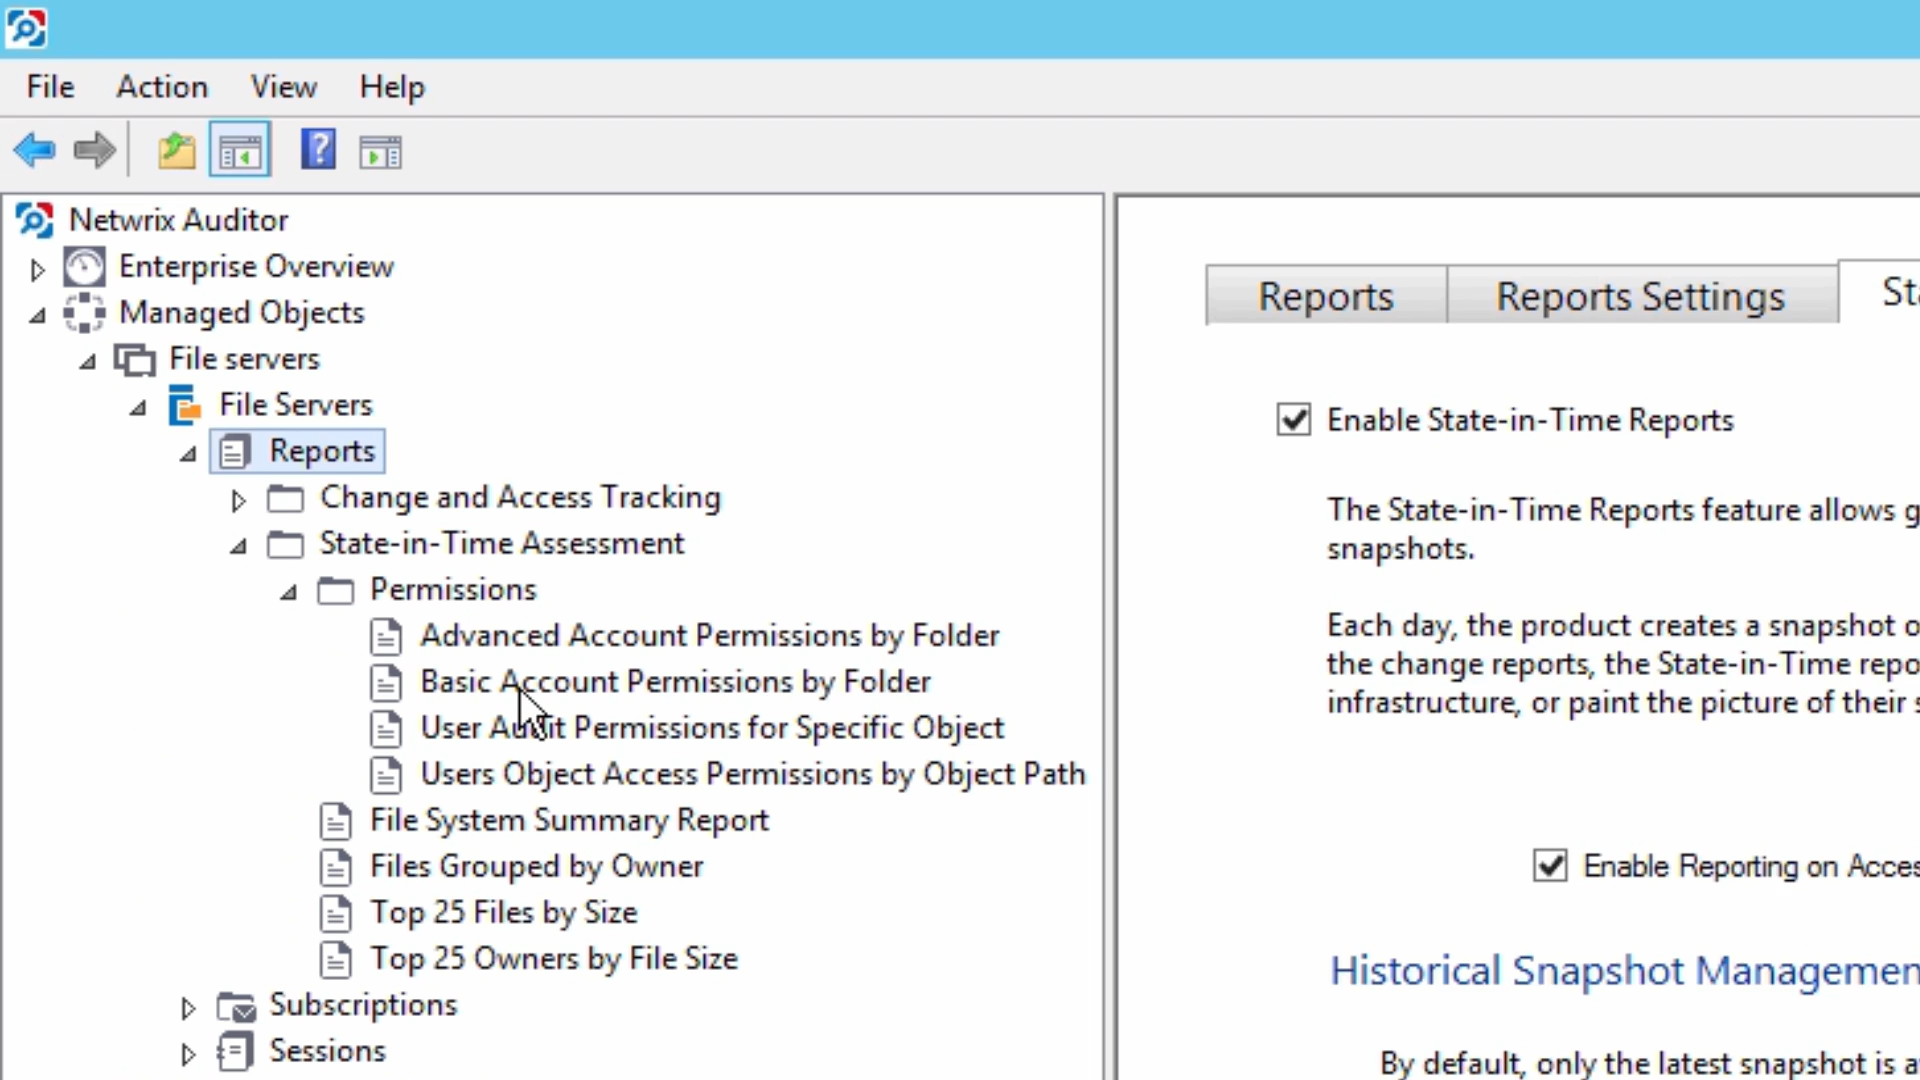 File Action View Help
Netwrix Auditor
Enterprise Overview
Managed Objects
File servers
File Servers
Reports
Change and Access Tracking
State-in-Time Assessment
Permissions
Advanced Account Permissions by Folder
Basic Account Permissions by Folder
User Audit Permissions for Specific Object
Users Object Access Permissions by Object Path
File System Summary Report
Files Grouped by Owner
Top 25 Files by Size
Top 25 Owners by File Size
Subscriptions
Sessions
Reports Reports Settings
Enable State-in-Time Reports
The State-in-Time Reports feature allows
snapshots.
Each day, the product creates a snapshot
the change reports, the State-in-Time
infrastructure, or paint the picture of their
Enable Reporting on
Historical Snapshot
By default, only the latest snapshot is